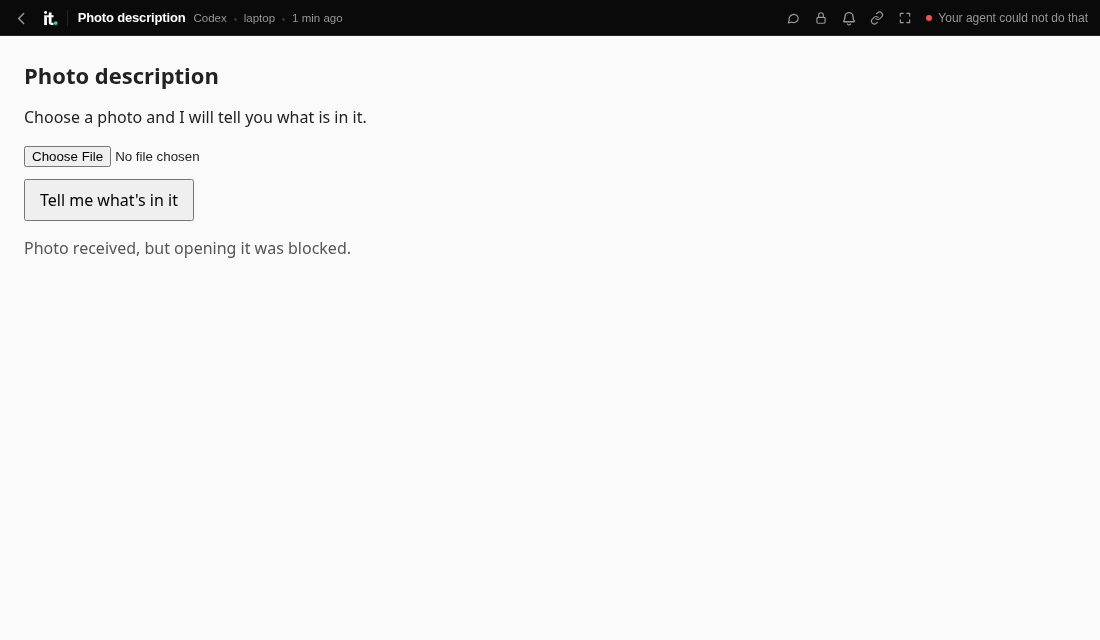 it. Photo description Codex • laptop • 1 min ago Your agent could not do that
Photo description
Choose a photo and I will tell you what is in it.
Choose File No file chosen
Tell me what's in it
Photo received, but opening it was blocked.